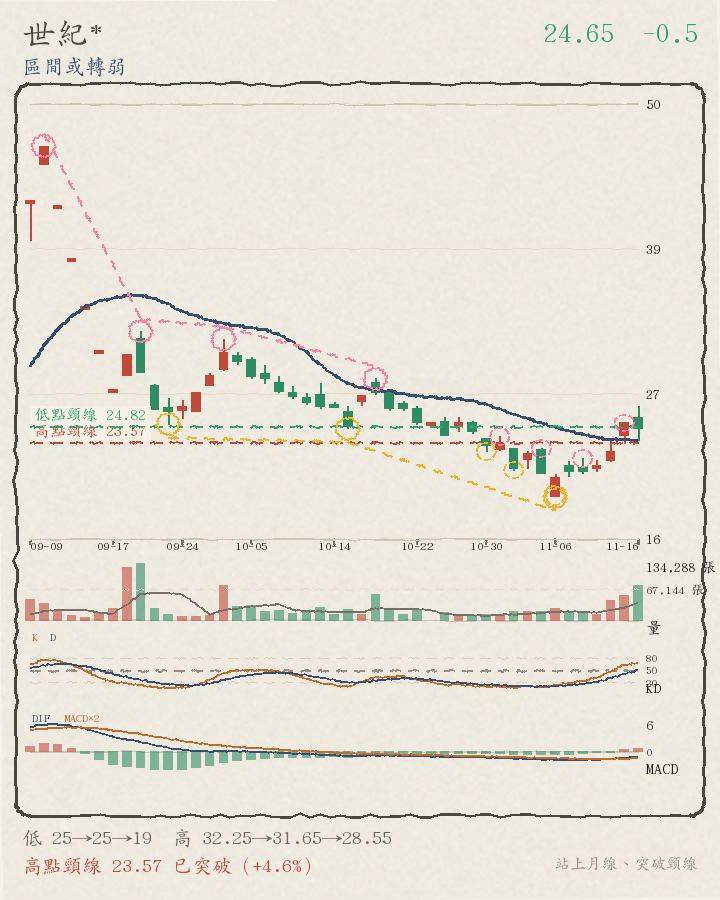 世紀* 24.65 -0.5
區間或轉弱
50
39
27
低點頸線 24.82
高點頸線 23.57
16
09-09 09-17 09-24 10-05 10-14 10-22 10-30 11-06 11-16
134,288 張
67,144 張
量
K D
80
50
20
KD
DIF MACD×2
6
0
MACD
低 25→25→19 高 32.25→31.65→28.55
高點頸線 23.57 已突破 (+4.6%)
站上月線、突破頸線